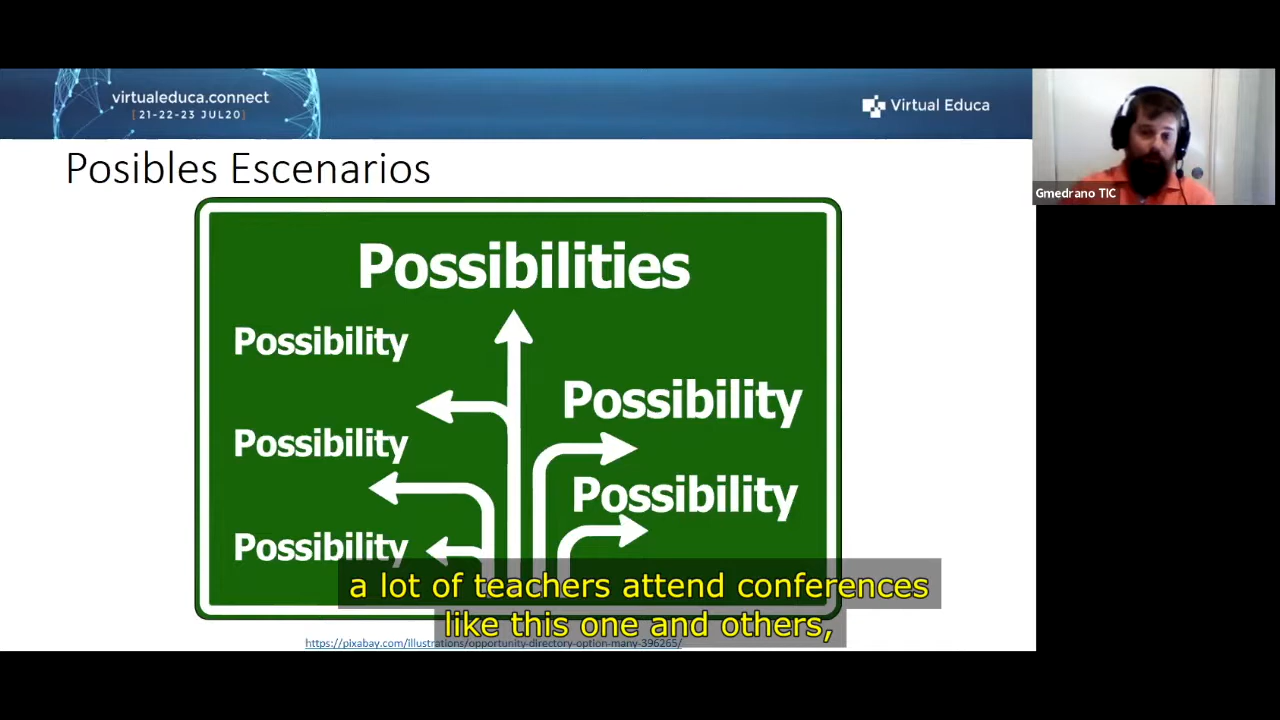 virtualeduca.connect
[21-22-23 JUL20]
Virtual Educa
Posibles Escenarios
Gmedrano TIC
Possibilities
Possibility
Possibility
Possibility
Possibility
Possibility
a lot of teachers attend conferences
like this one and others,
https://pixabay.com/illustrations/opportunity-directory-option-many-396265/